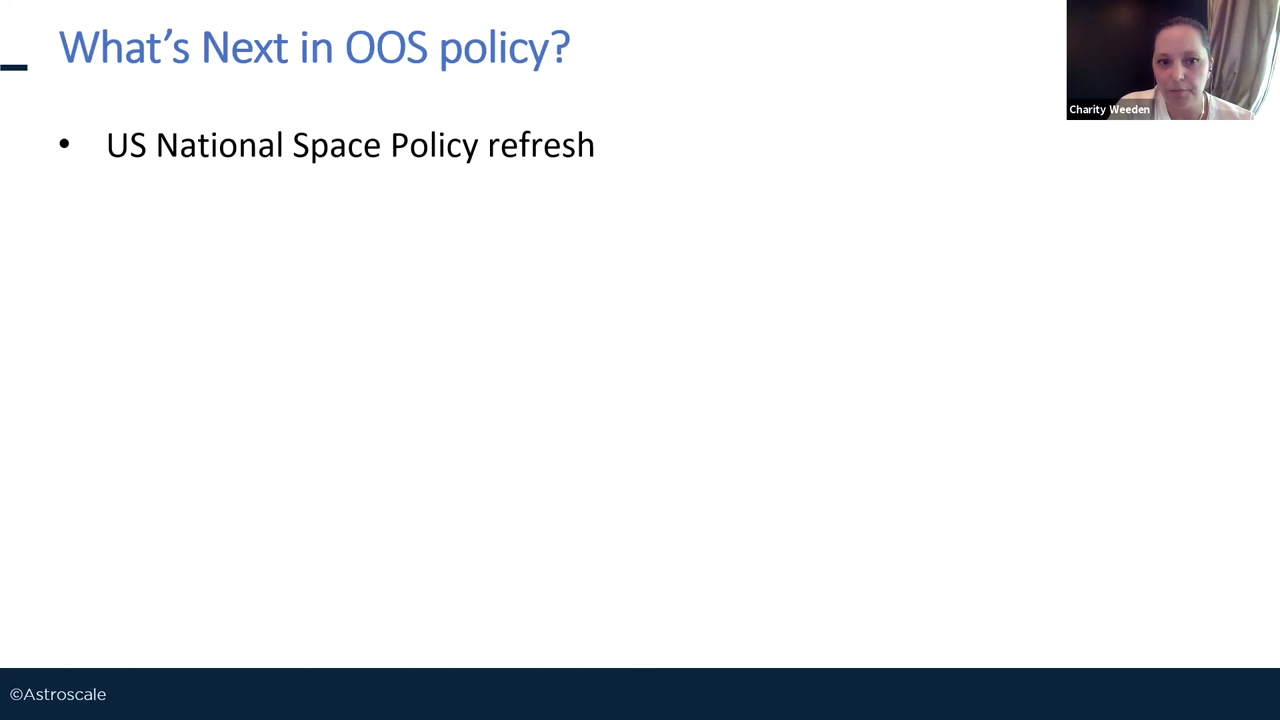 What's Next in OOS policy?
Charity Weeden
• US National Space Policy refresh
©Astroscale